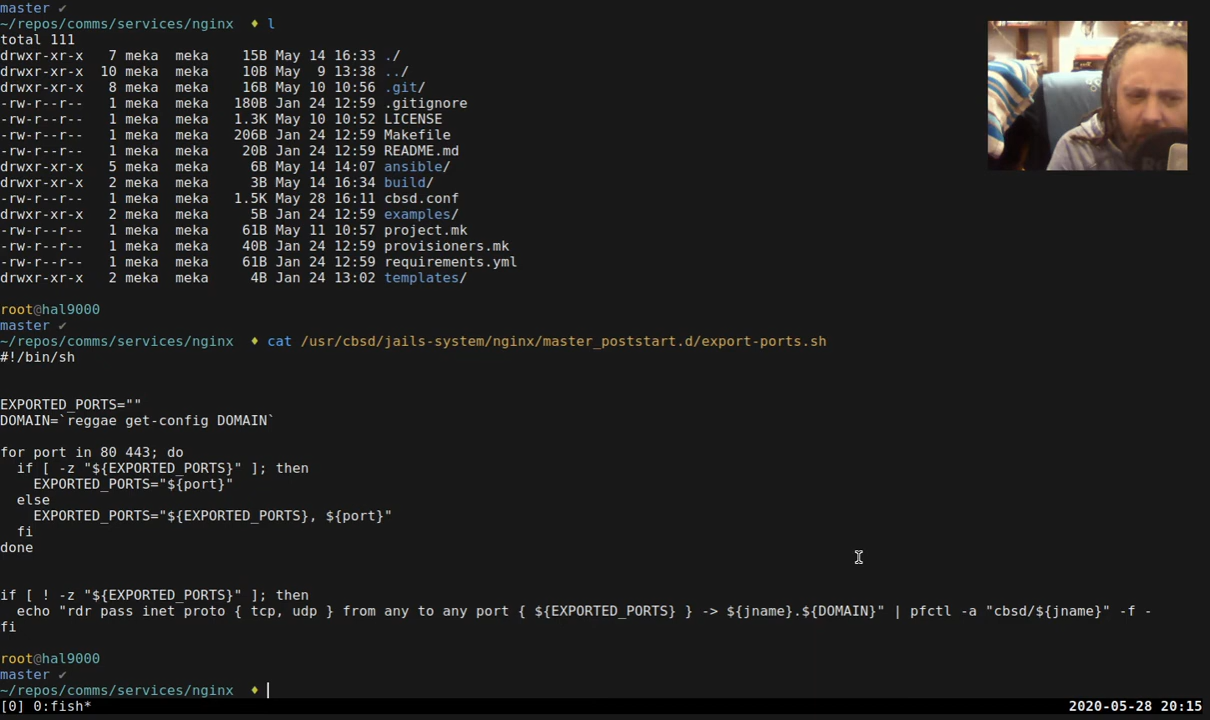 master ✔
~/repos/comms/services/nginx ♦ l
total 111
drwxr-xr-x   7 meka  meka    15B May 14 16:33 ./
drwxr-xr-x  10 meka  meka    10B May  9 13:38 ../
drwxr-xr-x   8 meka  meka    16B May 10 10:56 .git/
-rw-r--r--   1 meka  meka   180B Jan 24 12:59 .gitignore
-rw-r--r--   1 meka  meka   1.3K May 10 10:52 LICENSE
-rw-r--r--   1 meka  meka   206B Jan 24 12:59 Makefile
-rw-r--r--   1 meka  meka    20B Jan 24 12:59 README.md
drwxr-xr-x   5 meka  meka     6B May 14 14:07 ansible/
drwxr-xr-x   2 meka  meka     3B May 14 16:34 build/
-rw-r--r--   1 meka  meka   1.5K May 28 16:11 cbsd.conf
drwxr-xr-x   2 meka  meka     5B Jan 24 12:59 examples/
-rw-r--r--   1 meka  meka    61B May 11 10:57 project.mk
-rw-r--r--   1 meka  meka    40B Jan 24 12:59 provisioners.mk
-rw-r--r--   1 meka  meka    61B Jan 24 12:59 requirements.yml
drwxr-xr-x   2 meka  meka     4B Jan 24 13:02 templates/
root@hal9000
master ✔
~/repos/comms/services/nginx ♦ cat /usr/cbsd/jails-system/nginx/master_poststart.d/export-ports.sh
#!/bin/sh
EXPORTED_PORTS=""
DOMAIN=`reggae get-config DOMAIN`
for port in 80 443; do
  if [ -z "${EXPORTED_PORTS}" ]; then
    EXPORTED_PORTS="${port}"
  else
    EXPORTED_PORTS="${EXPORTED_PORTS}, ${port}"
  fi
done
if [ ! -z "${EXPORTED_PORTS}" ]; then
  echo "rdr pass inet proto { tcp, udp } from any to any port { ${EXPORTED_PORTS} } -> ${jname}.${DOMAIN}" | pfctl -a "cbsd/${jname}" -f -
fi
root@hal9000
master ✔
~/repos/comms/services/nginx ♦
[0] 0:fish* 2020-05-28 20:15